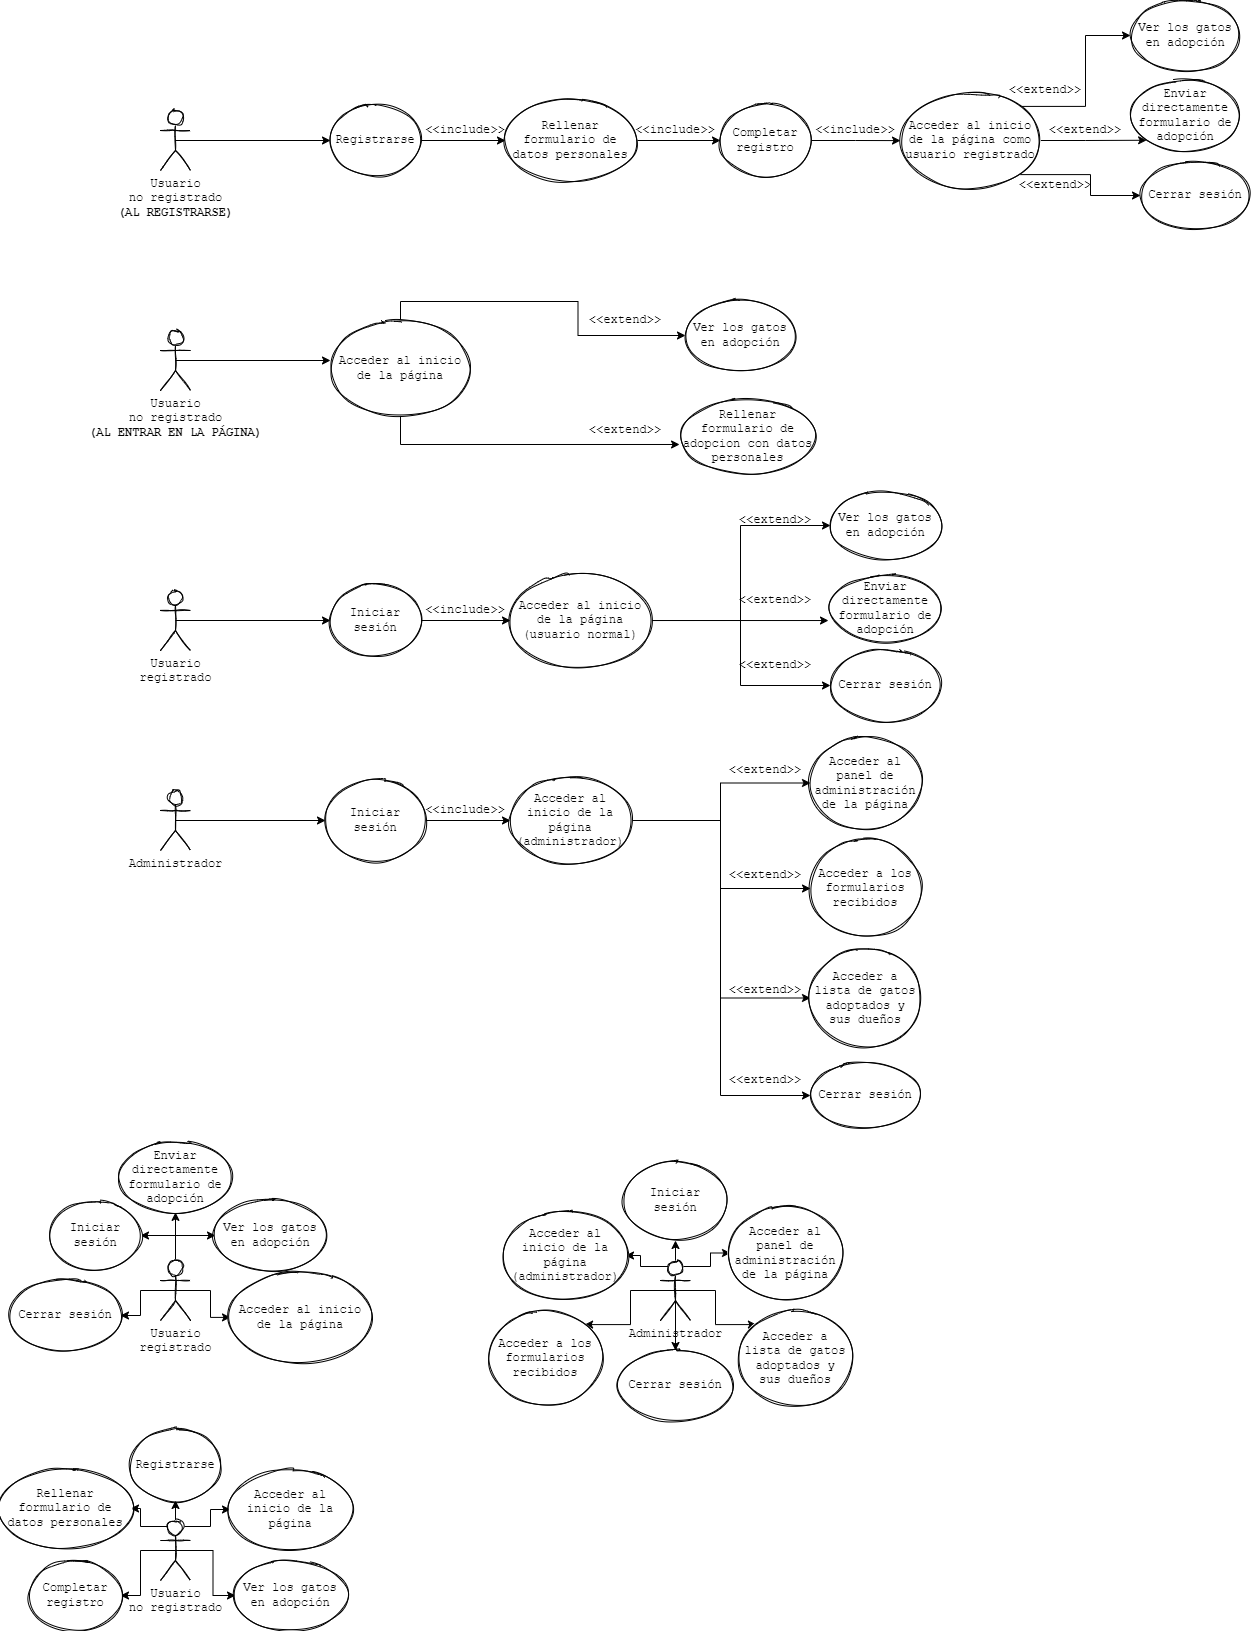 Ver los gatos
en adopción
<<extend>>
Enviar
directamente
formulario de
adopción
Registrarse
<<include>>
Rellenar
formulario de
datos personales
<<include>>
Completar
registro
<<include>>
Acceder al inicio
de la página como
usuario registrado
<<extend>>
<<extend>>
Cerrar sesión
Usuario
no registrado
(AL REGISTRARSE)
<<extend>>
Ver los gatos
en adopción
Acceder al inicio
de la página
Usuario
no registrado
(AL ENTRAR EN LA PÁGINA)
<<extend>>
Rellenar
formulario de
adopcion con datos
personales
<<extend>>
Ver los gatos
en adopción
Iniciar
sesión
<<include>>
Acceder al inicio
de la página
(usuario normal)
<<extend>>
Enviar
directamente
formulario de
adopción
Usuario
registrado
<<extend>>
Cerrar sesión
<<extend>>
Acceder al
panel de
administración
de la página
Iniciar
sesión
<<include>>
Acceder al
inicio de la
página
(administrador)
Administrador
<<extend>>
Acceder a los
formularios
recibidos
<<extend>>
Acceder a
lista de gatos
adoptados y
sus dueños
<<extend>>
Cerrar sesión
Enviar
directamente
formulario de
adopción
Iniciar
sesión
Ver los gatos
en adopción
Cerrar sesión
Acceder al inicio
de la página
Usuario
registrado
Iniciar
sesión
Acceder al
inicio de la
página
(administrador)
Acceder al
panel de
administración
de la página
Administrador
Acceder a los
formularios
recibidos
Cerrar sesión
Acceder a
lista de gatos
adoptados y
sus dueños
Registrarse
Rellenar
formulario de
datos personales
Acceder al
inicio de la
página
Completar
registro
Usuario
no registrado
Ver los gatos
en adopción